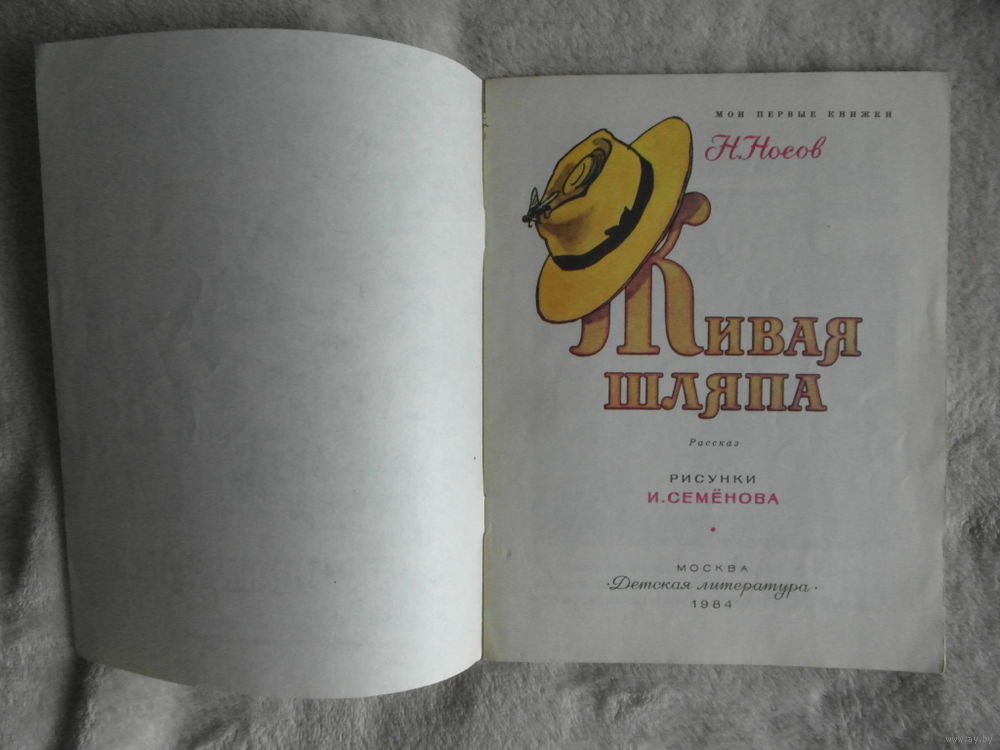 МОИ ПЕРВЫЕ КНИЖКИ
Н.Носов
ЖИВАЯ
ШЛЯПА
Рассказ
РИСУНКИ
И.СЕМЁНОВА
МОСКВА
·Детская литература·
1984
www.ay.by